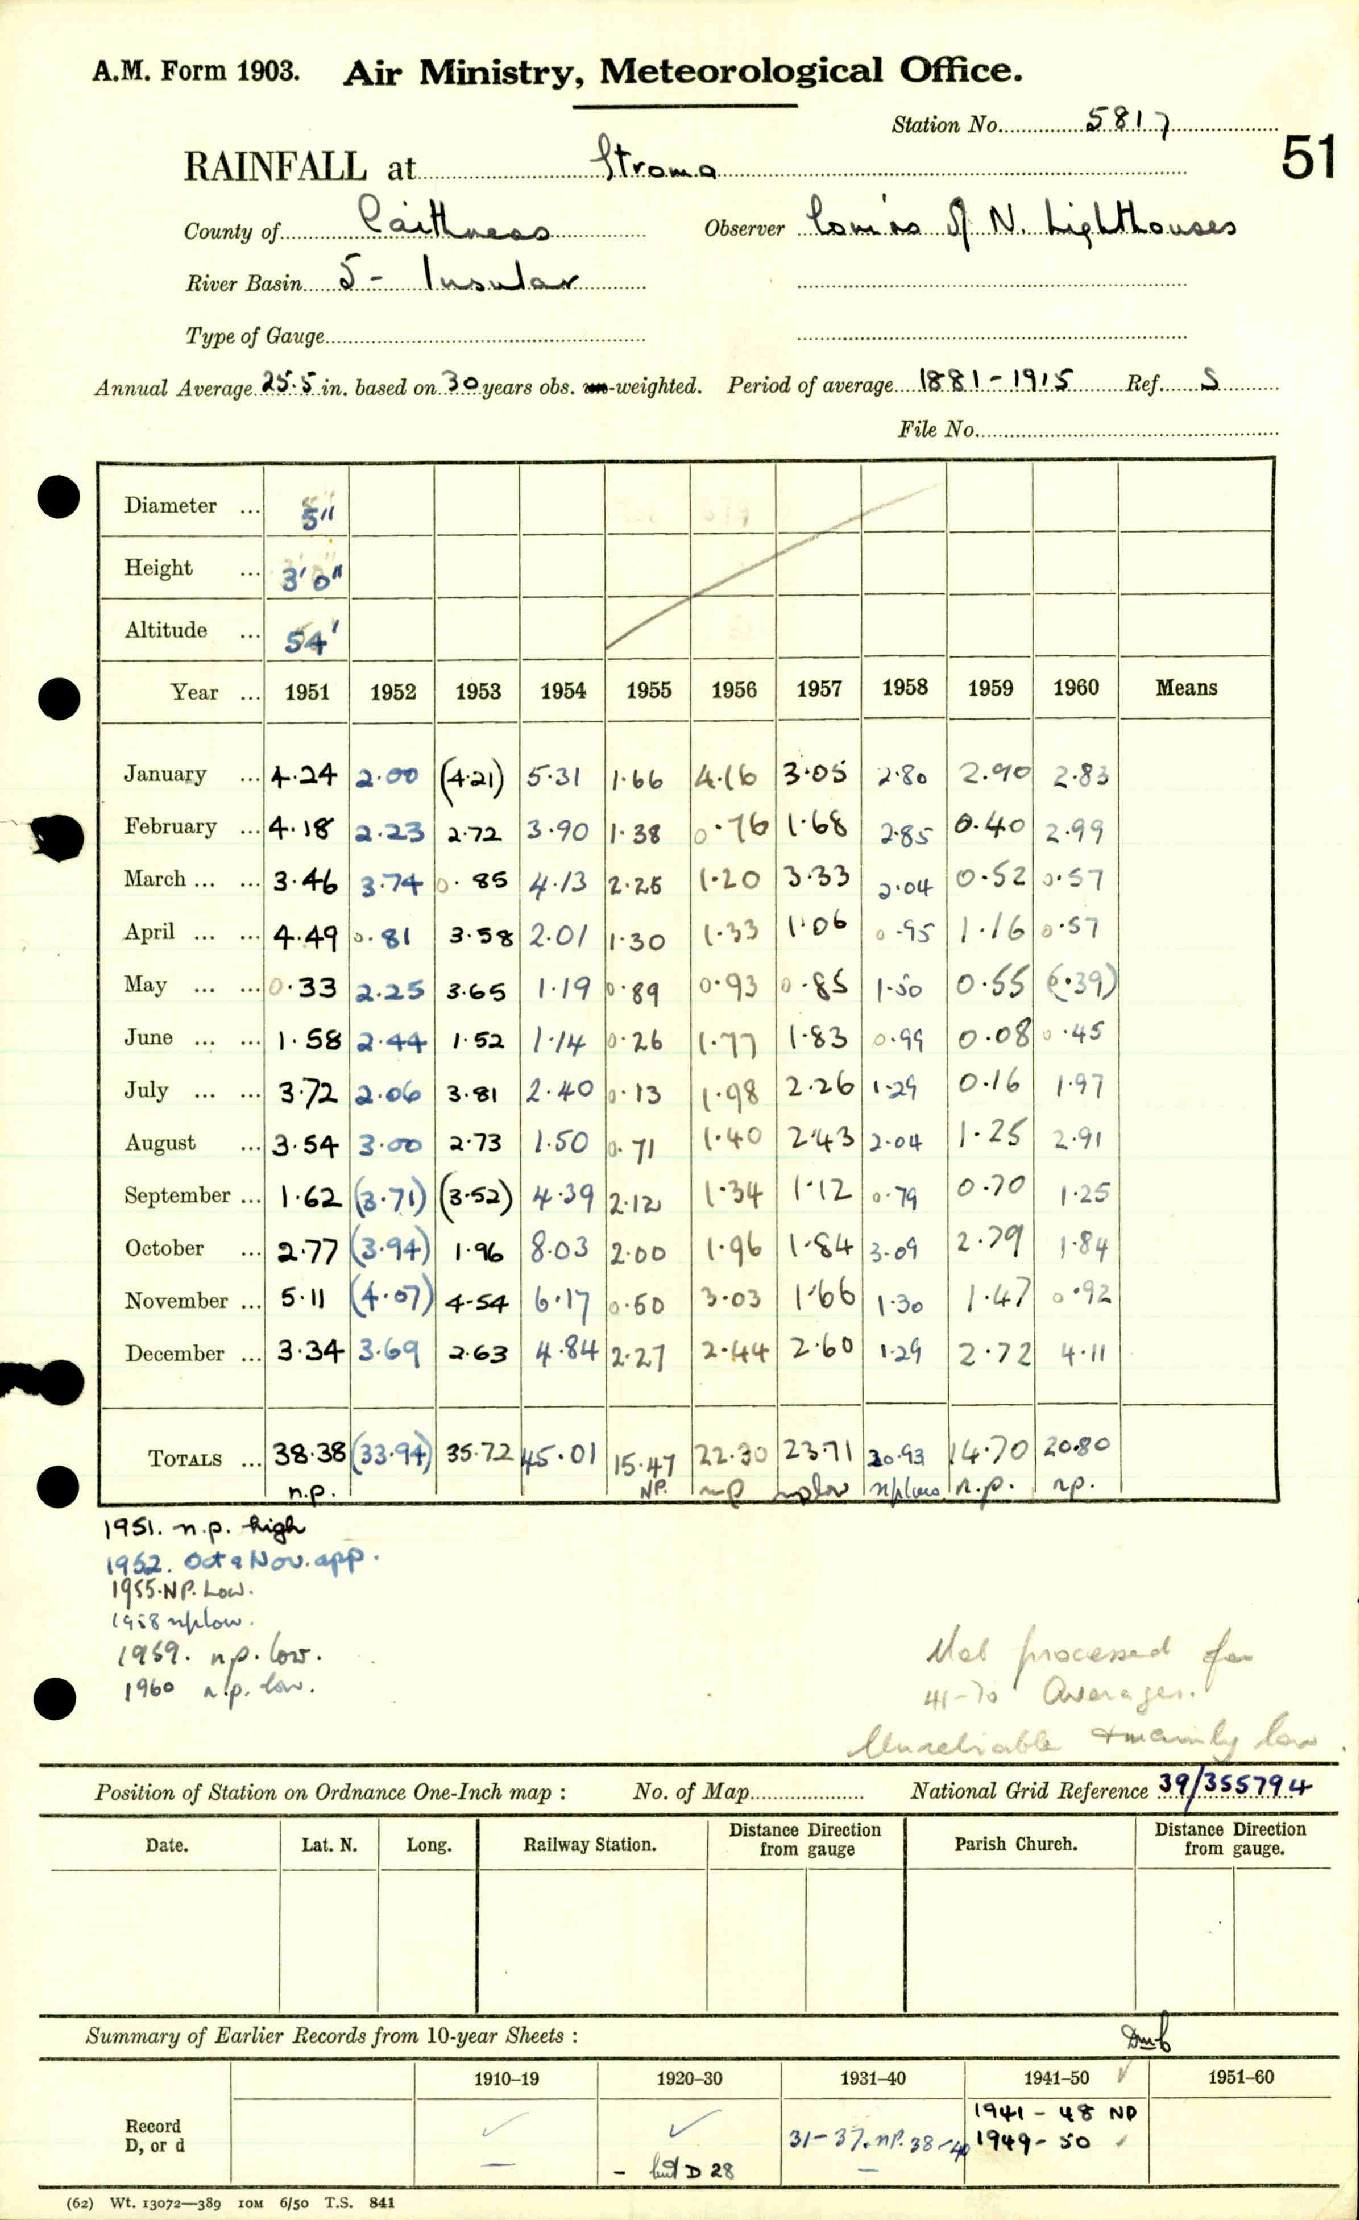 A.M. Form 1903. Air Ministry, Meteorological Office.
Station No. 5817
51
RAINFALL at Stroma
County of Caithness Observer Com'rs of N. Lighthouses
River Basin 5 - Insular
Type of Gauge
Annual Average 25.5 in. based on 30 years obs. un-weighted. Period of average 1881-1915 Ref. S
File No.
Diameter ... 5"
Height ... 3' 0"
Altitude ... 54'
Year ... 1951 1952 1953 1954 1955 1956 1957 1958 1959 1960 Means
January ... 4.24 2.00 (4.21) 5.31 1.66 4.16 3.05 2.80 2.90 2.83
February ... 4.18 2.23 2.72 3.90 1.38 0.76 1.68 2.85 0.40 2.99
March ... ... 3.46 3.74 0.85 4.13 2.25 1.20 3.33 2.04 0.52 0.57
April ... ... 4.49 0.81 3.58 2.01 1.30 1.33 1.06 0.95 1.16 0.57
May ... ... 0.33 2.25 3.65 1.19 0.89 0.93 0.85 1.50 0.55 (0.39)
June ... ... 1.58 2.44 1.52 1.14 0.26 1.77 1.83 0.99 0.08 0.45
July ... ... 3.72 2.06 3.81 2.40 0.13 1.98 2.26 1.29 0.16 1.97
August ... 3.54 3.00 2.73 1.50 0.71 1.40 2.43 2.04 1.25 2.91
September ... 1.62 (3.71) (3.52) 4.39 2.12 1.34 1.12 0.79 0.70 1.25
October ... 2.77 (3.94) 1.96 8.03 2.00 1.96 1.84 3.09 2.79 1.84
November ... 5.11 (4.07) 4.54 6.17 0.50 3.03 1.66 1.30 1.47 0.92
December ... 3.34 3.69 2.63 4.84 2.27 2.44 2.60 1.29 2.72 4.11
TOTALS ... 38.38 (33.94) 35.72 45.01 15.47 22.30 23.71 20.93 14.70 20.80
n.p. NP. np np low np low n.p. np.
1951. n.p. high
1952. Oct & Nov. app.
1955. NP. Low.
1958 np low.
1959. n.p. low.
1960 n.p. low.
Not processed for
41-70 Averages.
Unreliable & mainly low.
Position of Station on Ordnance One-Inch map : No. of Map National Grid Reference 39/355794
Date. Lat. N. Long. Railway Station. Distance from Direction gauge Parish Church. Distance from Direction gauge.
Summary of Earlier Records from 10-year Sheets :
1910–19 1920–30 1931–40 1941–50 ✓ 1951–60
Record D, or d ✓ ✓ 31-37. np. 38-40 1941 - 48 NP
1949 - 50 ✓
— - but D 28 —
(62) Wt. 13072—389 10M 6/50 T.S. 841